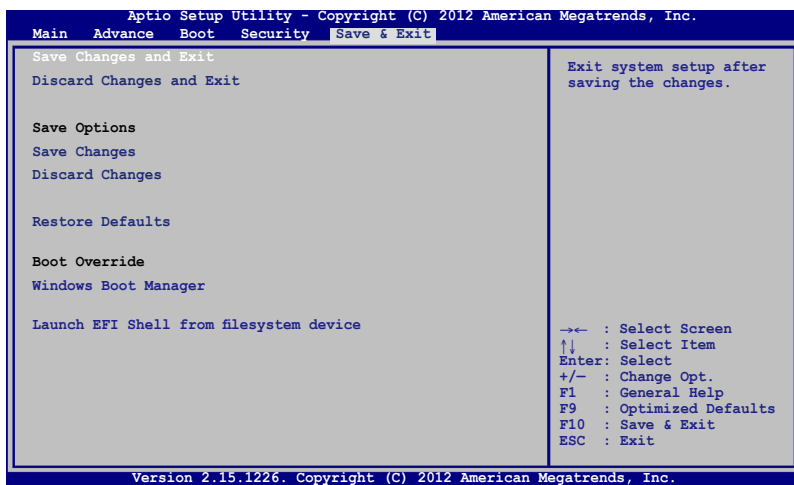 Aptio Setup Utility - Copyright (C) 2012 American Megatrends, Inc.
Main Advance Boot Security Save & Exit
Save Changes and Exit
Discard Changes and Exit
Save Options
Save Changes
Discard Changes
Restore Defaults
Boot Override
Windows Boot Manager
Launch EFI Shell from filesystem device
Exit system setup after
saving the changes.
→← : Select Screen
↑↓ : Select Item
Enter: Select
+/— : Change Opt.
F1 : General Help
F9 : Optimized Defaults
F10 : Save & Exit
ESC : Exit
Version 2.15.1226. Copyright (C) 2012 American Megatrends, Inc.